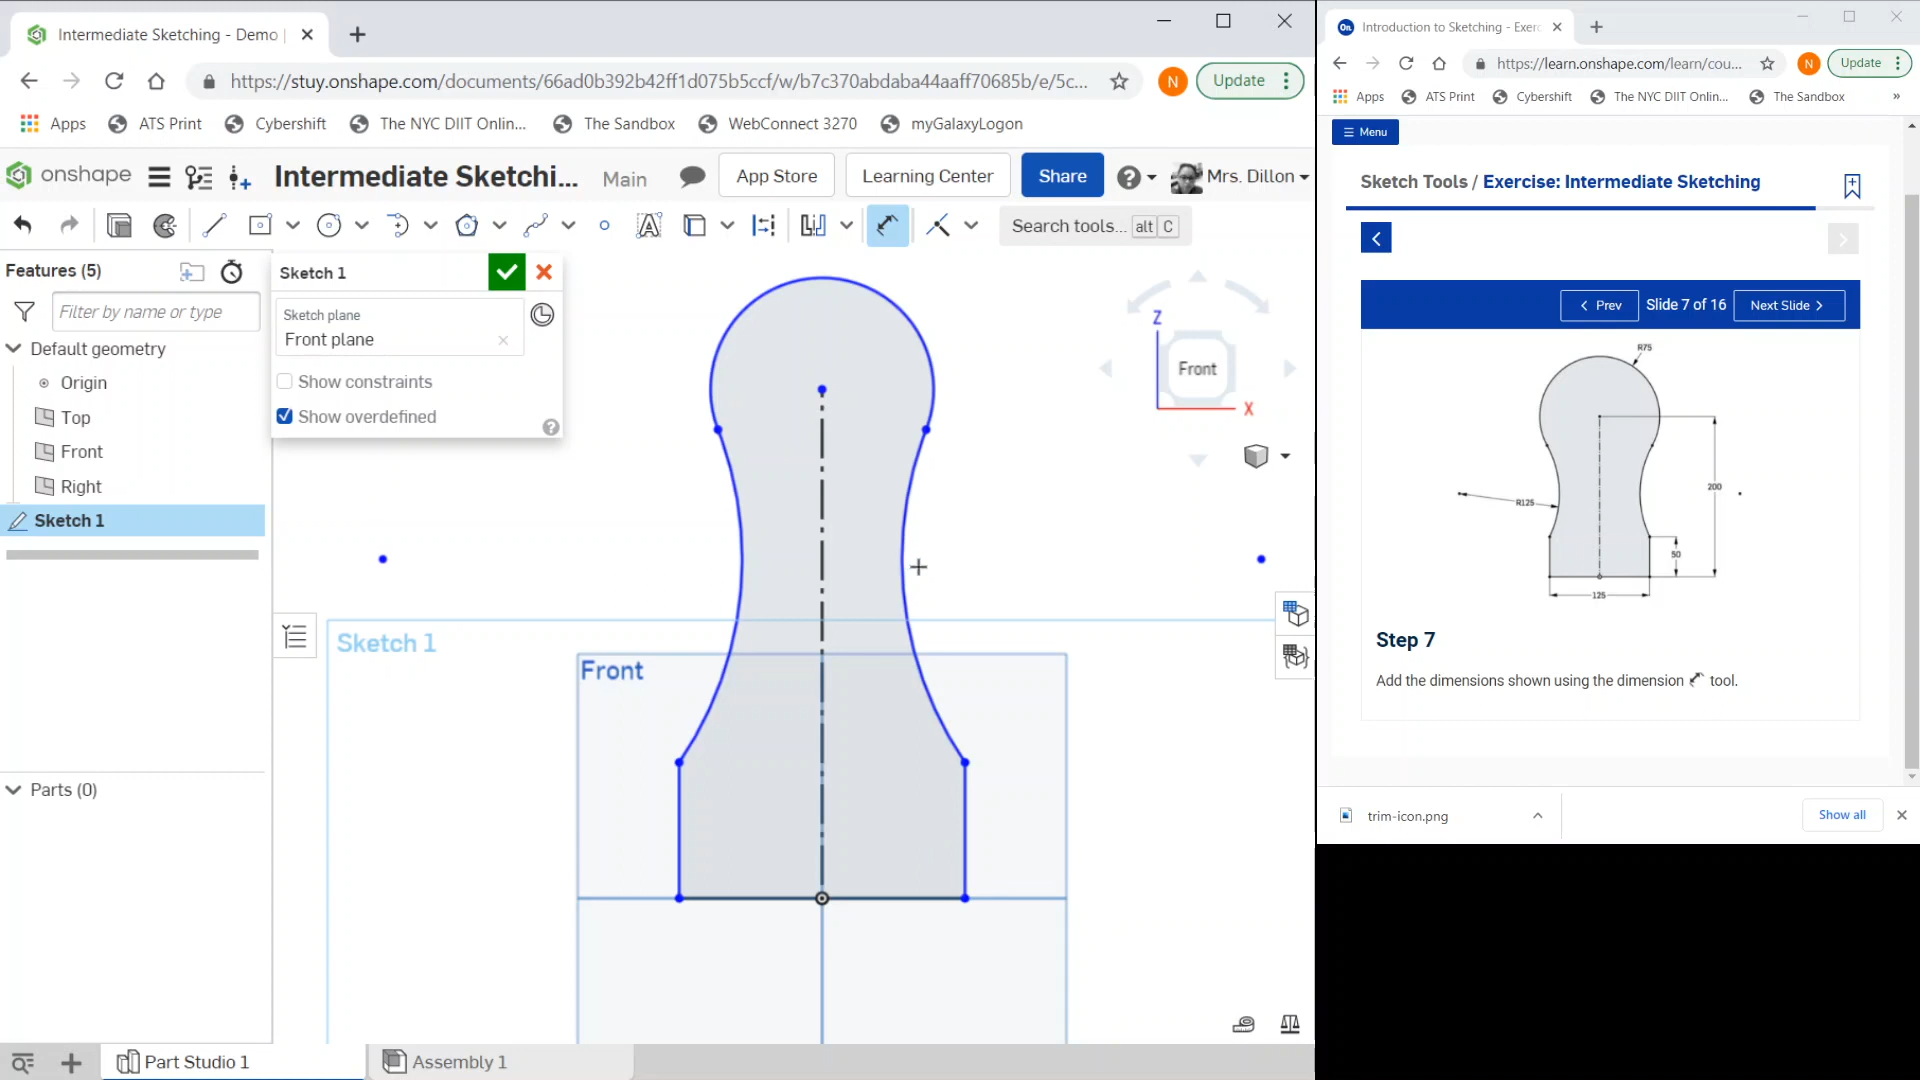 Intermediate Sketching - Demo |
https://stuy.onshape.com/documents/66ad0b392b42ff1d075b5ccf/w/b7c370abdaba44aaff70685b/e/5c...
N
Update
Apps
ATS Print
Cybershift
The NYC DIIT Onlin...
The Sandbox
WebConnect 3270
myGalaxyLogon
onshape
Intermediate Sketchi...
Main
App Store
Learning Center
Share
Mrs. Dillon
Search tools...
alt
C
Features (5)
Filter by name or type
Default geometry
Origin
Top
Front
Right
Sketch 1
Parts (0)
Sketch 1
Sketch plane
Front plane
Show constraints
Show overdefined
Z
Front
X
Sketch 1
Front
Part Studio 1
Assembly 1
On
Introduction to Sketching - Exerc
https://learn.onshape.com/learn/cou...
N
Update
Apps
ATS Print
Cybershift
The NYC DIIT Onlin...
The Sandbox
»
Menu
Sketch Tools / Exercise: Intermediate Sketching
Prev
Slide 7 of 16
Next Slide
R75
200
R125
50
125
Step 7
Add the dimensions shown using the dimension tool.
trim-icon.png
Show all